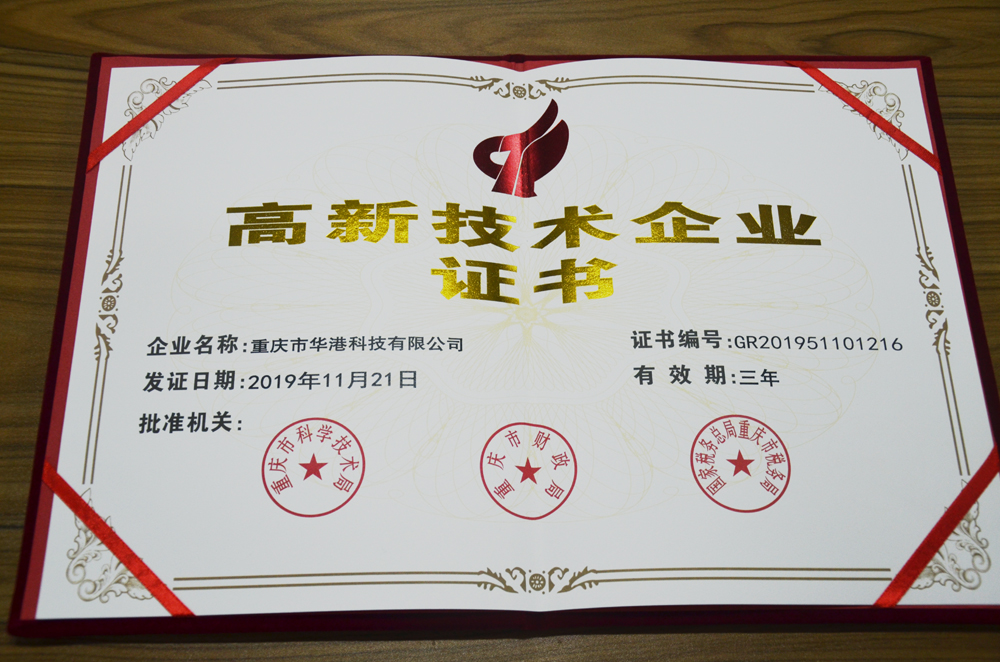 高新技术企业
证书
企业名称:重庆市华港科技有限公司
证书编号:GR201951101216
发证日期:2019年11月21日
有效期:三年
批准机关:
重庆市科学技术局
重庆市财政局
国家税务总局重庆市税务局